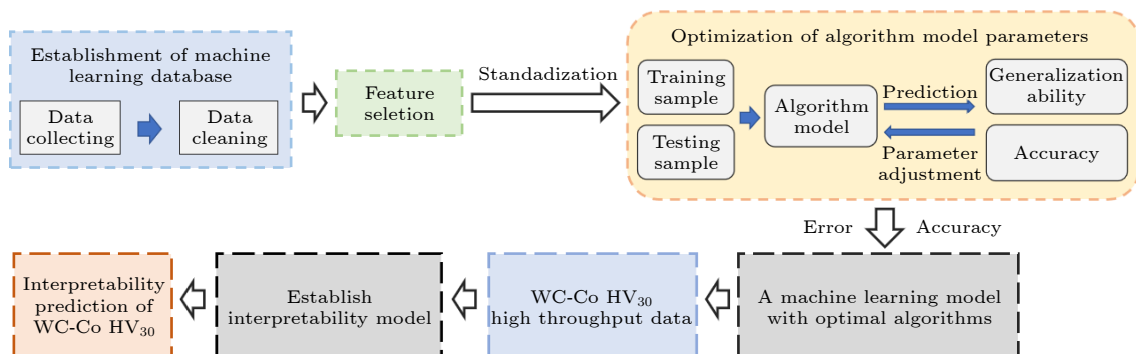 Establishment of machine
learning database
Data
collecting
Data
cleaning
Feature
seletion
Standadization
Optimization of algorithm model parameters
Training
sample
Testing
sample
Algorithm
model
Prediction
Parameter
adjustment
Generalizability
ability
Accuracy
Error
Accuracy
A machine learning model
with optimal algorithms
WC-Co HV30
high throughput data
Establish
interpretability model
Interpretability
prediction of
WC-Co HV30